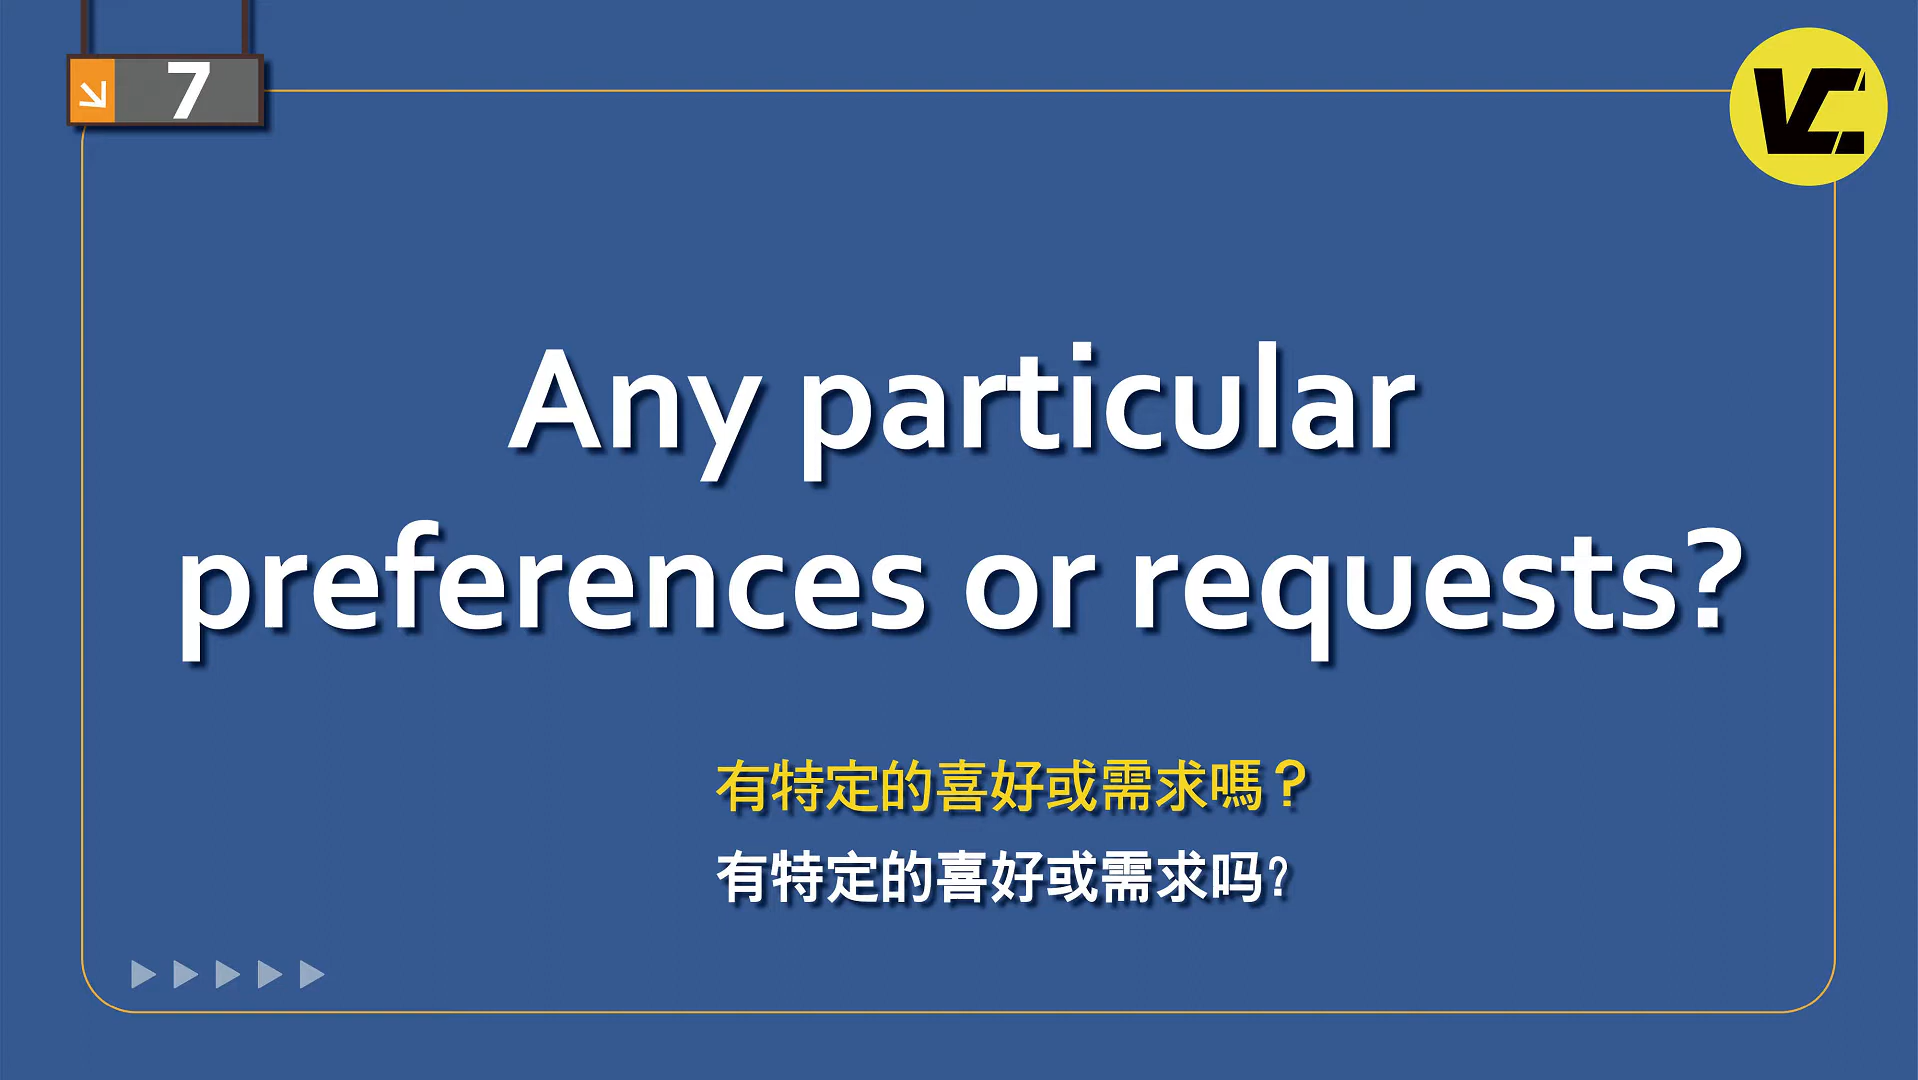 7
VC
Any particular
preferences or requests?
有特定的喜好或需求嗎？
有特定的喜好或需求吗?